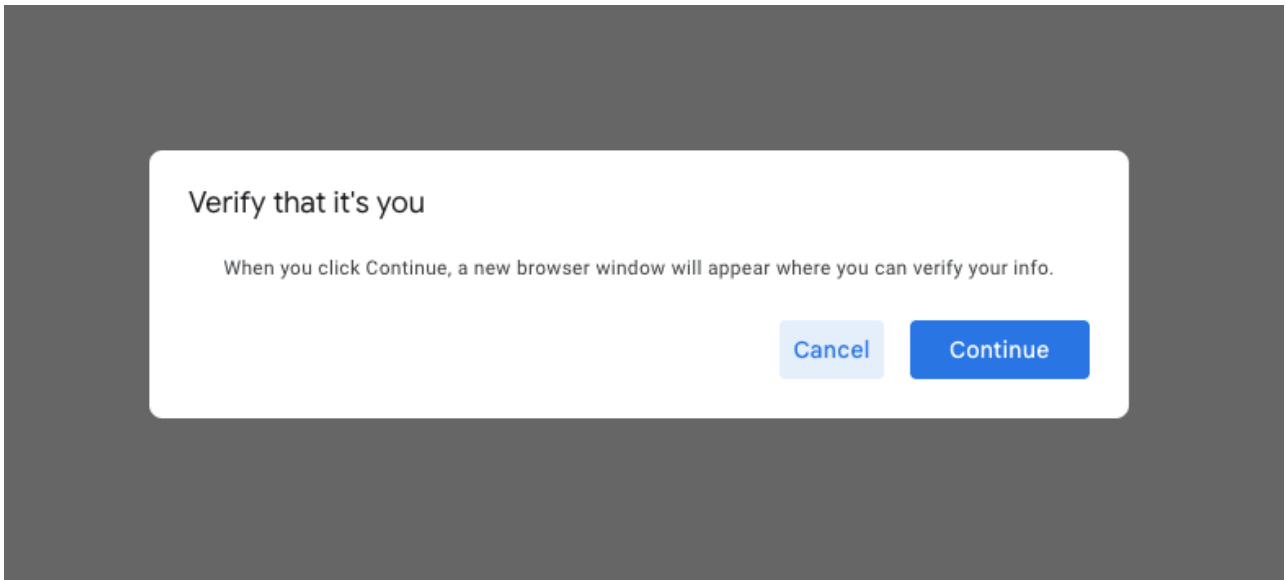 Verify that it's you
When you click Continue, a new browser window will appear where you can verify your info.
Cancel Continue